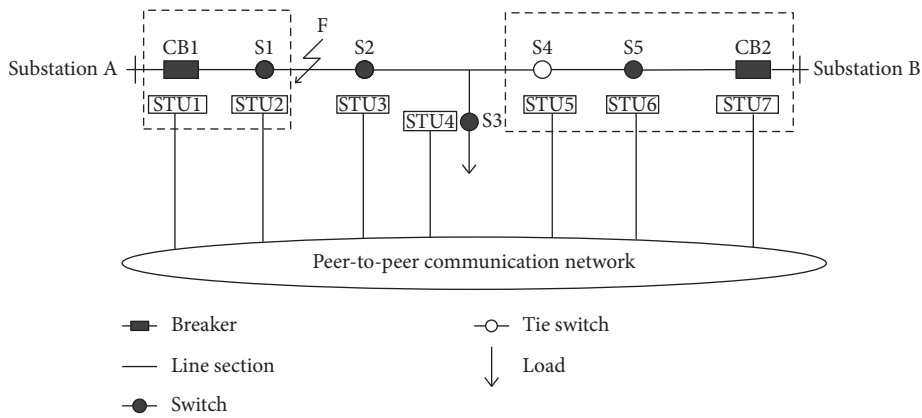 F
CB1 S1 S2 S4 S5 CB2
Substation A Substation B
STU1 STU2 STU3 STU5 STU6 STU7
STU4 S3
Peer-to-peer communication network
Breaker Tie switch
Line section Load
Switch